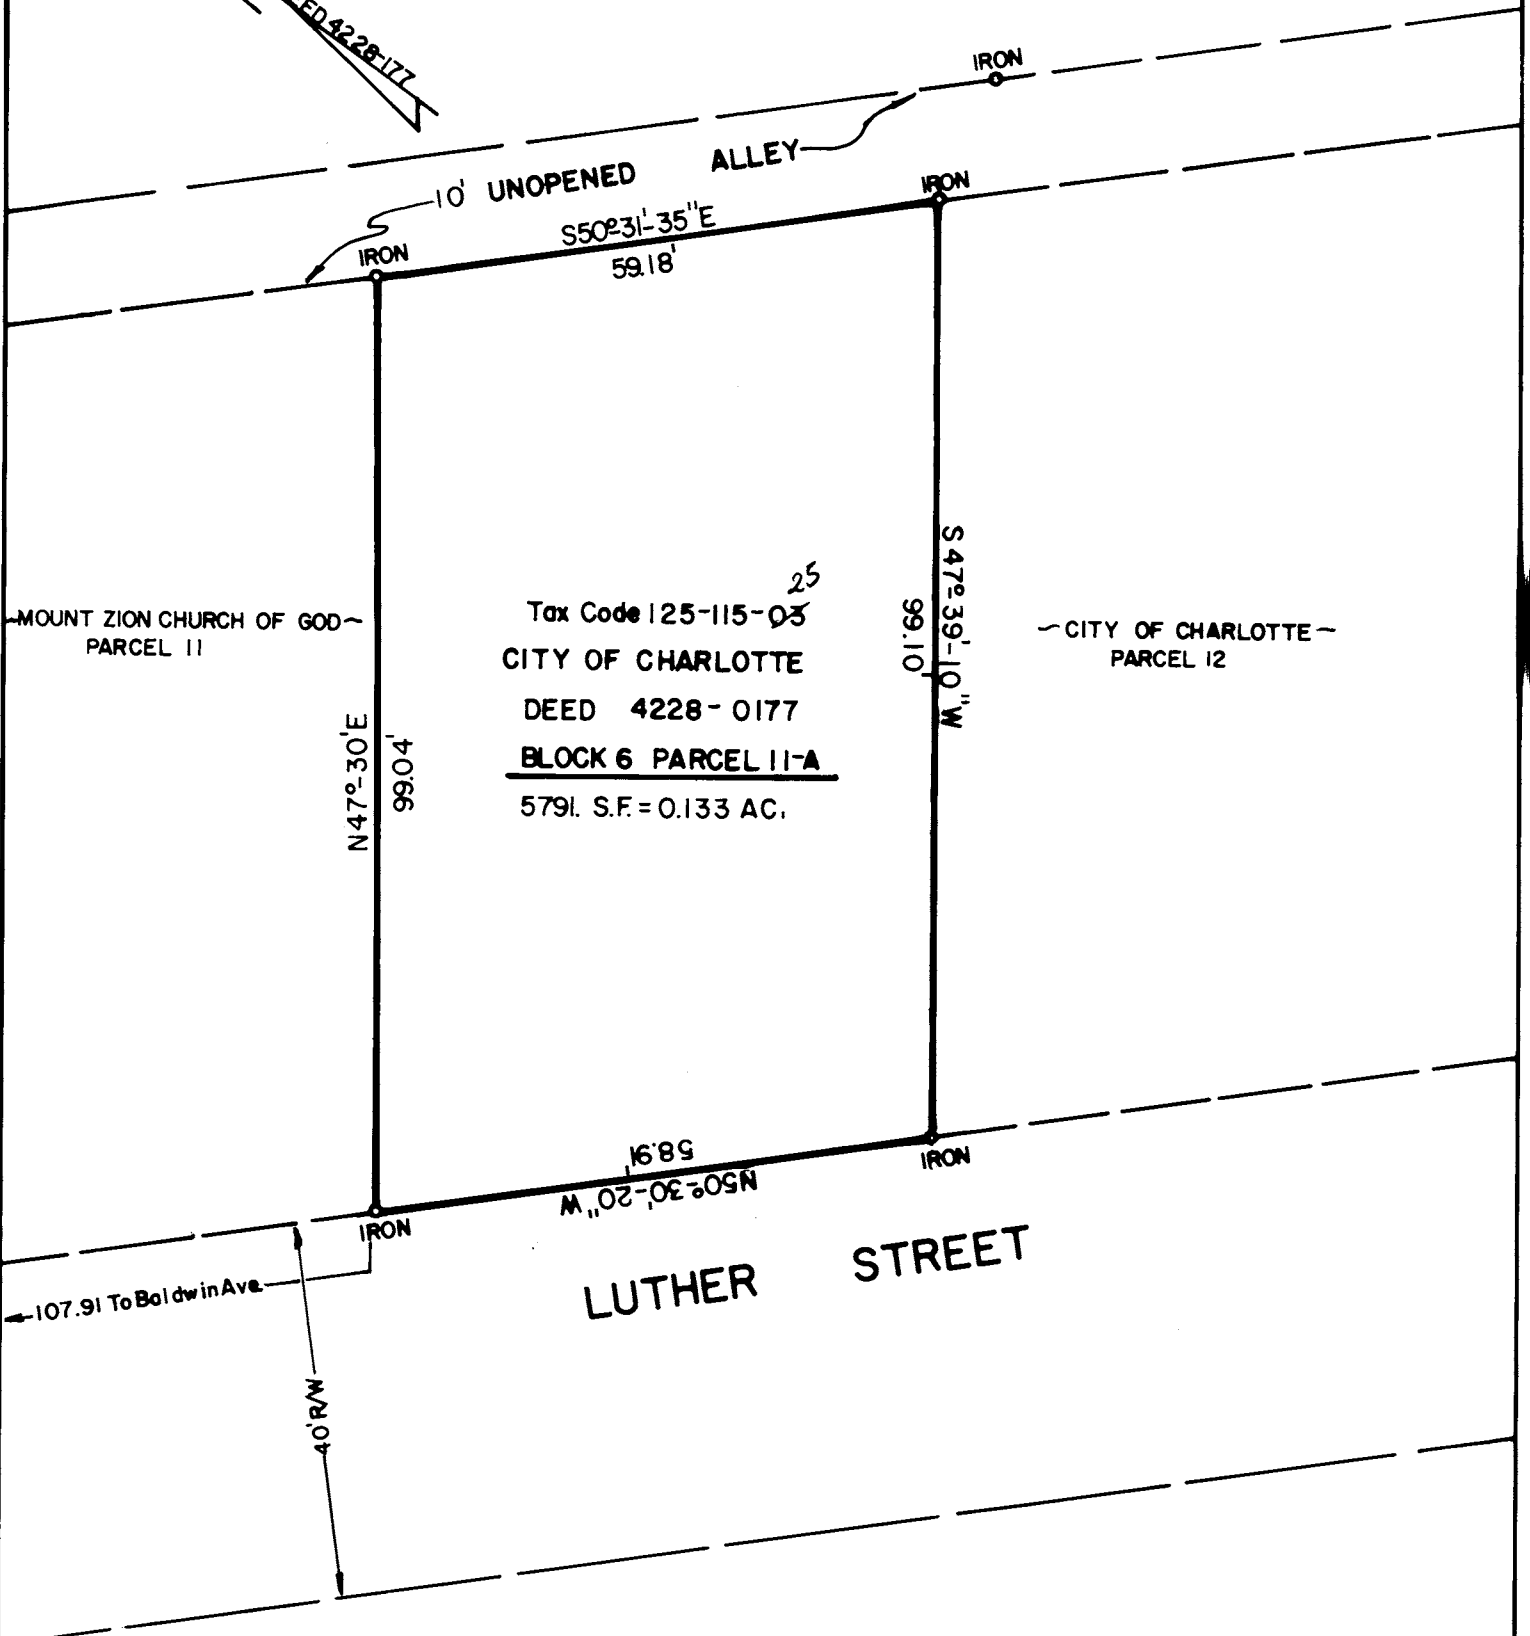 ED 4228-177
IRON
10' UNOPENED ALLEY
IRON
IRON
S50°-31'-35"E
59.18'
MOUNT ZION CHURCH OF GOD
PARCEL 11
N47°-30'E
99.04'
25
Tax Code 125-115-03
CITY OF CHARLOTTE
DEED 4228-0177
BLOCK 6 PARCEL 11-A
5791. S.F. = 0.133 AC.
99.10'
S47°-39'-10"W
CITY OF CHARLOTTE
PARCEL 12
58.91'
N50°-30'-20"W
IRON
IRON
LUTHER STREET
107.91 To Baldwin Ave.
40' R/W